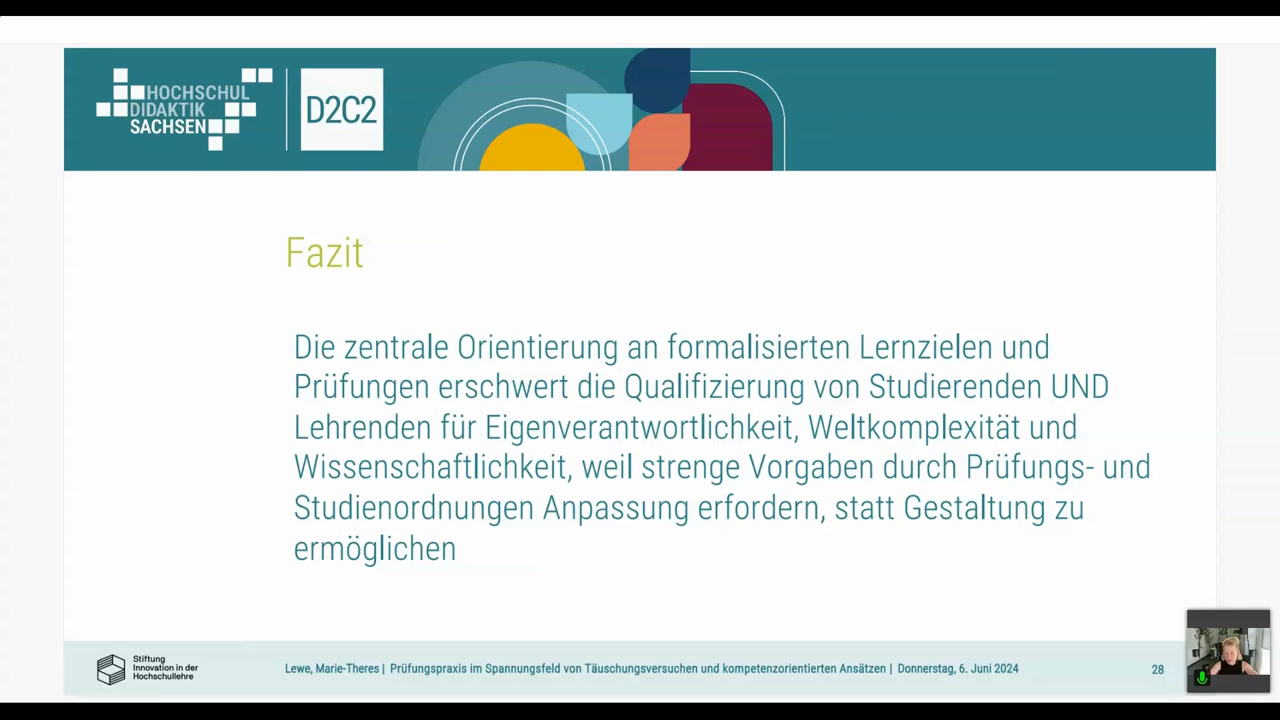 HOCHSCHUL
DIDAKTIK
SACHSEN
D2C2
Fazit
Die zentrale Orientierung an formalisierten Lernzielen und
Prüfungen erschwert die Qualifizierung von Studierenden UND
Lehrenden für Eigenverantwortlichkeit, Weltkomplexität und
Wissenschaftlichkeit, weil strenge Vorgaben durch Prüfungs- und
Studienordnungen Anpassung erfordern, statt Gestaltung zu
ermöglichen
Stiftung
Innovation in der
Hochschullehre
Lewe, Marie-Theres | Prüfungspraxis im Spannungsfeld von Täuschungsversuchen und kompetenzorientierten Ansätzen | Donnerstag, 6. Juni 2024
28